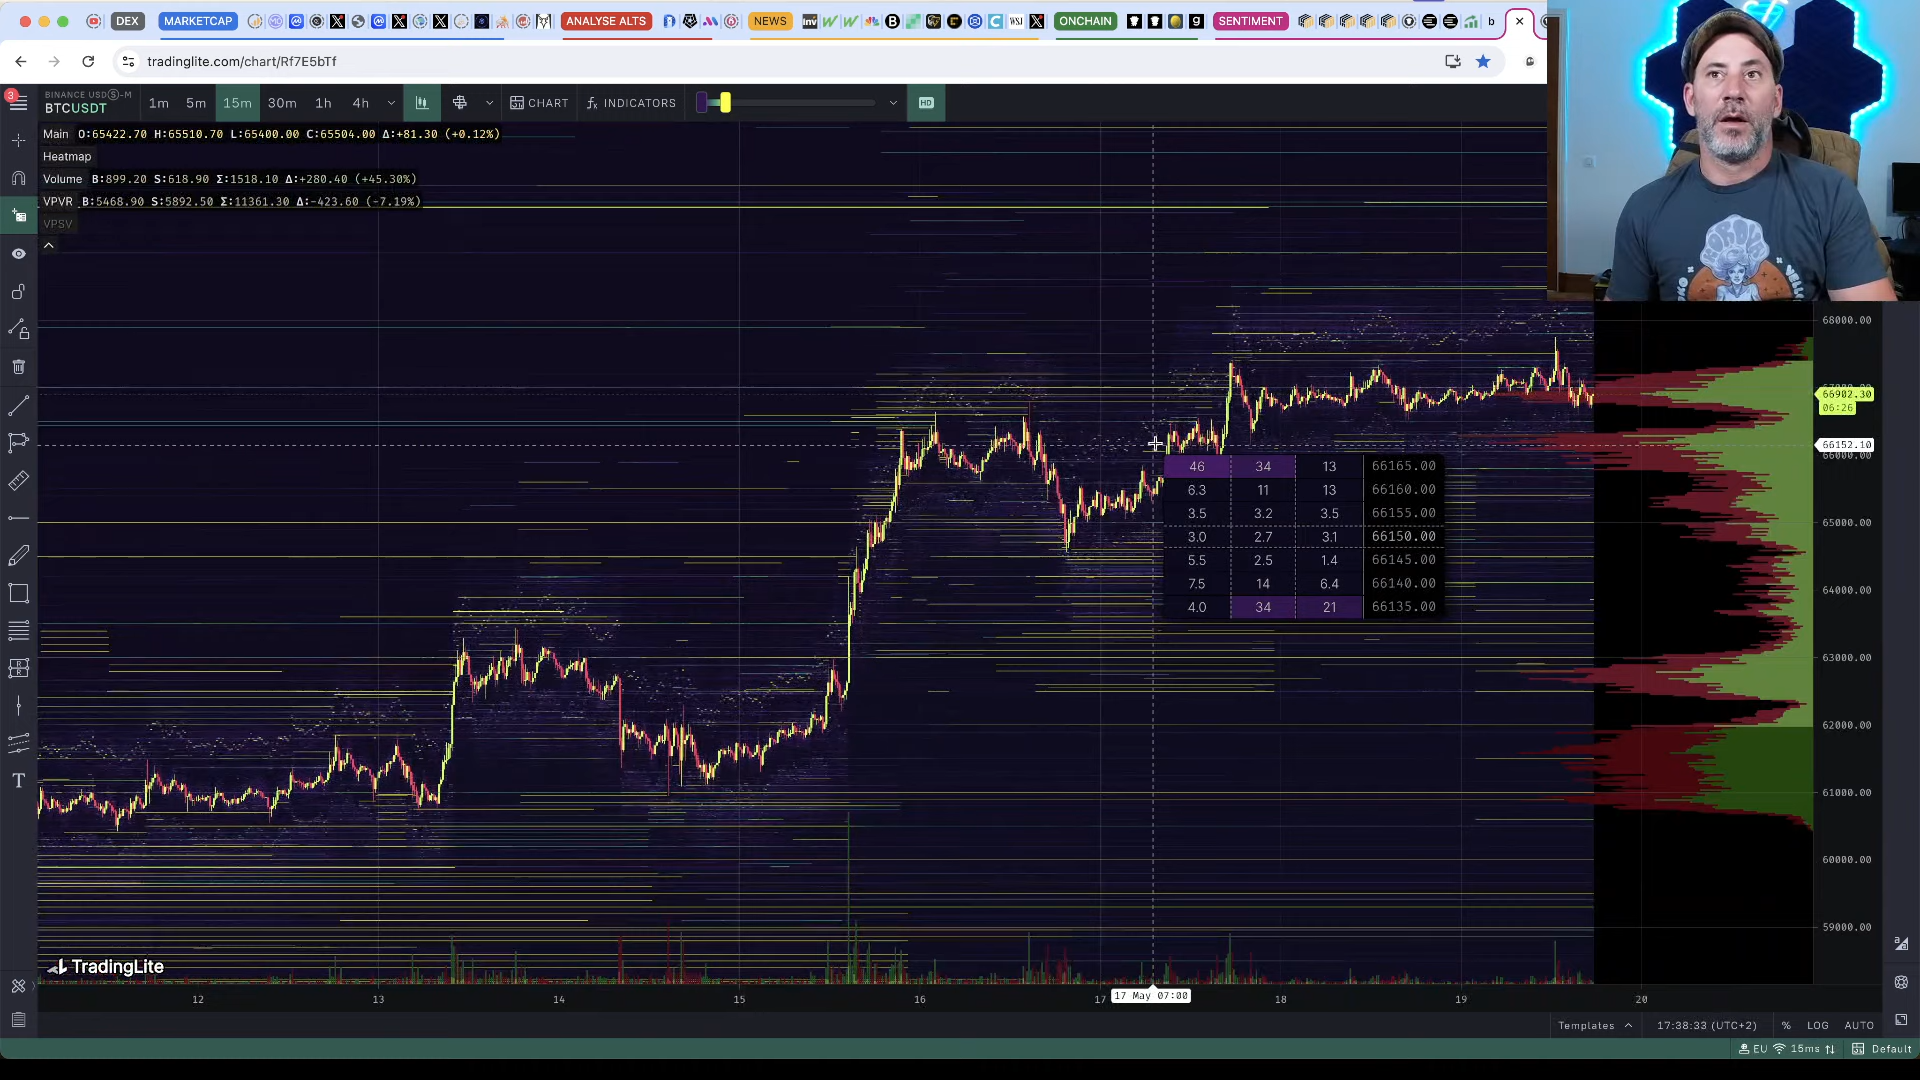 DEX MARKETCAP ANALYSE ALTS NEWS ONCHAIN SENTIMENT
tradinglite.com/chart/Rf7E5bTf
3
BINANCE USDⓈ-M
BTCUSDT
1m 5m 15m 30m 1h 4h CHART fx INDICATORS HD
Main O:65422.70 H:65510.70 L:65400.00 C:65504.00 Δ:+81.30 (+0.12%)
Heatmap
Volume B:899.20 S:618.90 Σ:1518.10 Δ:+280.40 (+45.30%)
VPVR B:5468.90 S:5892.50 Σ:11361.30 Δ:-423.60 (-7.19%)
VPSV
68000.00
66902.30
06:26
66152.10
66000.00
65000.00
64000.00
63000.00
62000.00
61000.00
60000.00
59000.00
46 34 13 66165.00
6.3 11 13 66160.00
3.5 3.2 3.5 66155.00
3.0 2.7 3.1 66150.00
5.5 2.5 1.4 66145.00
7.5 14 6.4 66140.00
4.0 34 21 66135.00
T
TradingLite
12 13 14 15 16 17 17 May 07:00 18 19 20
Templates 17:38:33 (UTC+2) % LOG AUTO
EU 15ms Default